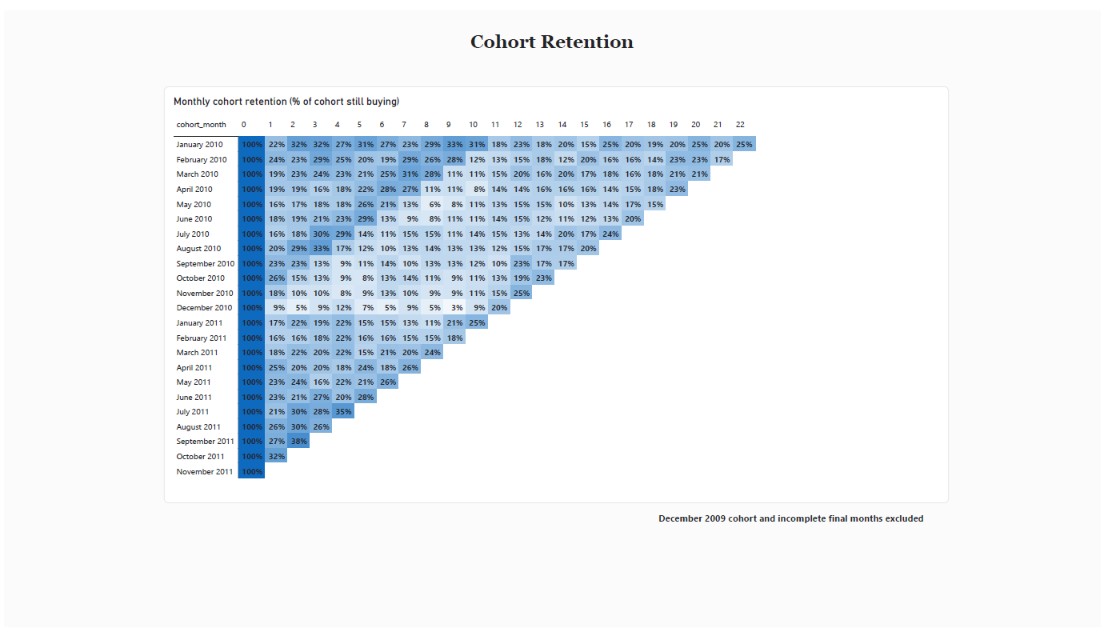 Cohort Retention
Monthly cohort retention (% of cohort still buying)
cohort_month 0 1 2 3 4 5 6 7 8 9 10 11 12 13 14 15 16 17 18 19 20 21 22
January 2010 100% 22% 32% 32% 27% 31% 27% 23% 29% 33% 31% 18% 23% 18% 20% 15% 25% 20% 19% 20% 25% 20% 25%
February 2010 100% 24% 23% 29% 25% 20% 19% 29% 26% 28% 12% 13% 15% 18% 12% 20% 16% 16% 14% 23% 23% 17%
March 2010 100% 19% 23% 24% 23% 21% 25% 31% 28% 11% 11% 15% 20% 16% 20% 17% 18% 16% 18% 21% 21%
April 2010 100% 19% 19% 16% 18% 22% 28% 27% 11% 11% 8% 14% 14% 16% 16% 16% 14% 15% 18% 23%
May 2010 100% 16% 17% 18% 18% 26% 21% 13% 6% 8% 11% 13% 15% 15% 10% 13% 14% 17% 15%
June 2010 100% 18% 19% 21% 23% 29% 13% 9% 8% 11% 11% 14% 15% 12% 11% 12% 13% 20%
July 2010 100% 16% 18% 30% 29% 14% 11% 15% 15% 11% 14% 15% 13% 14% 20% 17% 24%
August 2010 100% 20% 29% 33% 17% 12% 10% 13% 14% 13% 13% 12% 15% 17% 17% 20%
September 2010 100% 23% 23% 13% 9% 11% 14% 10% 13% 13% 12% 10% 23% 17% 17%
October 2010 100% 26% 15% 13% 9% 8% 13% 14% 11% 9% 11% 13% 19% 23%
November 2010 100% 18% 10% 10% 8% 9% 13% 10% 9% 9% 11% 15% 25%
December 2010 100% 9% 5% 9% 12% 7% 5% 9% 5% 3% 9% 20%
January 2011 100% 17% 22% 19% 22% 15% 15% 13% 11% 21% 25%
February 2011 100% 16% 16% 18% 22% 16% 16% 15% 15% 18%
March 2011 100% 18% 22% 20% 22% 15% 21% 20% 24%
April 2011 100% 25% 20% 20% 18% 24% 18% 26%
May 2011 100% 23% 24% 16% 22% 21% 26%
June 2011 100% 23% 21% 27% 20% 28%
July 2011 100% 21% 30% 28% 35%
August 2011 100% 26% 30% 26%
September 2011 100% 27% 38%
October 2011 100% 32%
November 2011 100%
December 2009 cohort and incomplete final months excluded